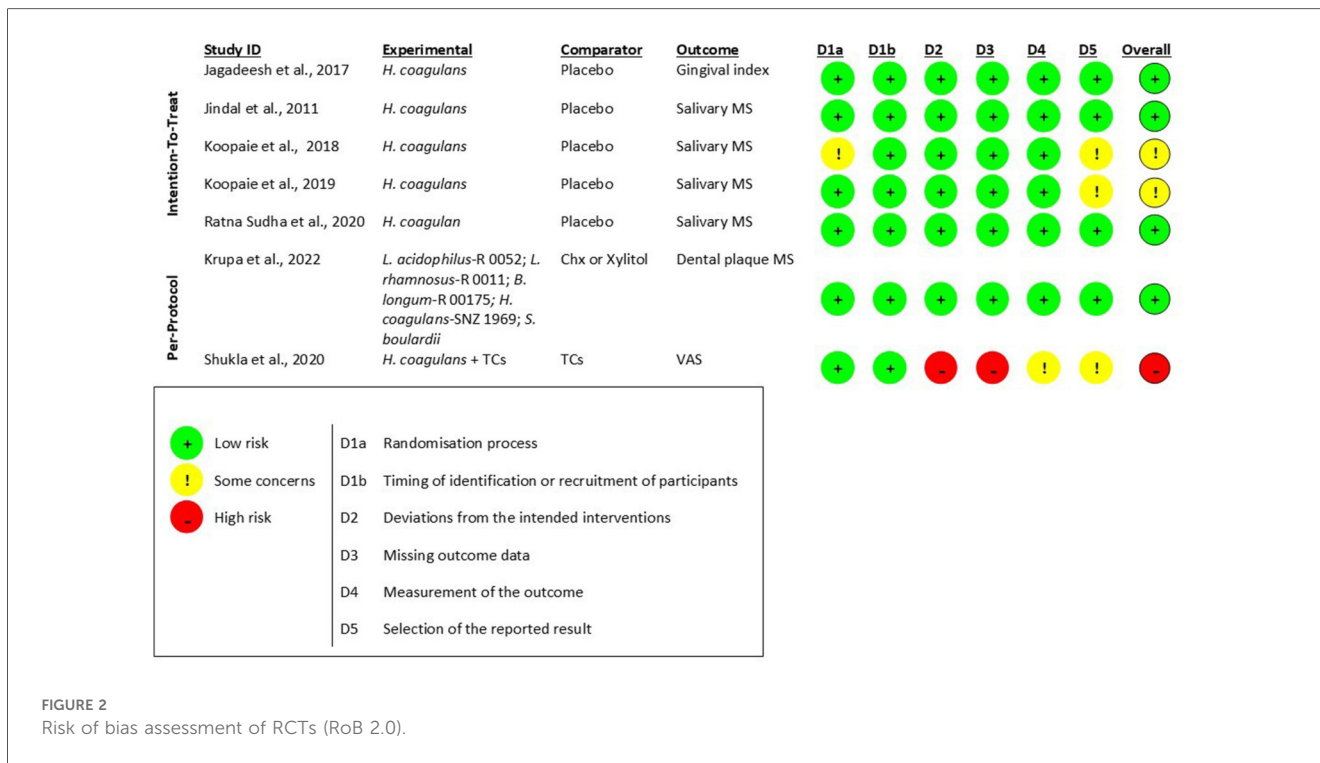 Study ID Experimental Comparator Outcome D1a D1b D2 D3 D4 D5 Overall
Intention-To-Treat
Jagadeesh et al., 2017 H. coagulans Placebo Gingival index + + + + + + +
Jindal et al., 2011 H. coagulans Placebo Salivary MS + + + + + + +
Koopaie et al., 2018 H. coagulans Placebo Salivary MS ! + + + + ! !
Koopaie et al., 2019 H. coagulans Placebo Salivary MS + + + + + ! !
Ratna Sudha et al., 2020 H. coagulan Placebo Salivary MS + + + + + + +
Per-Protocol
Krupa et al., 2022 L. acidophilus-R 0052; L. Chx or Xylitol Dental plaque MS
rhamnosus-R 0011; B.
longum-R 00175; H. + + + + + + +
coagulans-SNZ 1969; S.
boulardii
Shukla et al., 2020 H. coagulans + TCs TCs VAS + + - - ! ! -
+ Low risk D1a Randomisation process
! Some concerns D1b Timing of identification or recruitment of participants
- High risk D2 Deviations from the intended interventions
D3 Missing outcome data
D4 Measurement of the outcome
D5 Selection of the reported result
FIGURE 2
Risk of bias assessment of RCTs (RoB 2.0).